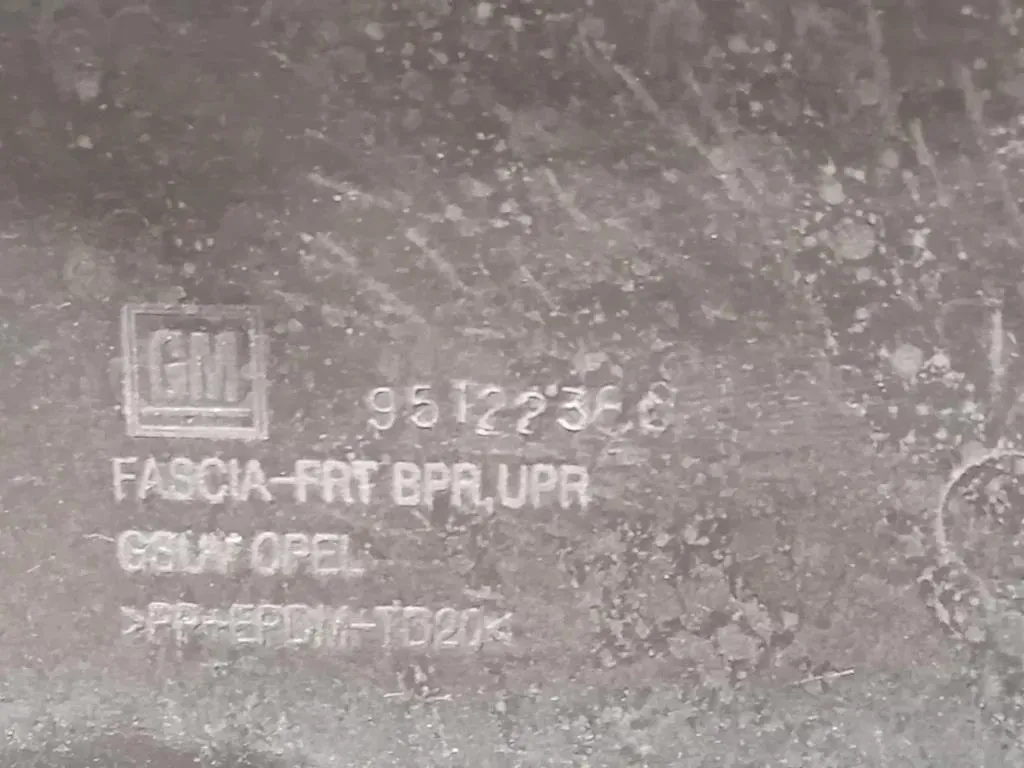 GM
FASCIA-FRT BPR, UPR
OPEL
>PP+EPDM-TD20<